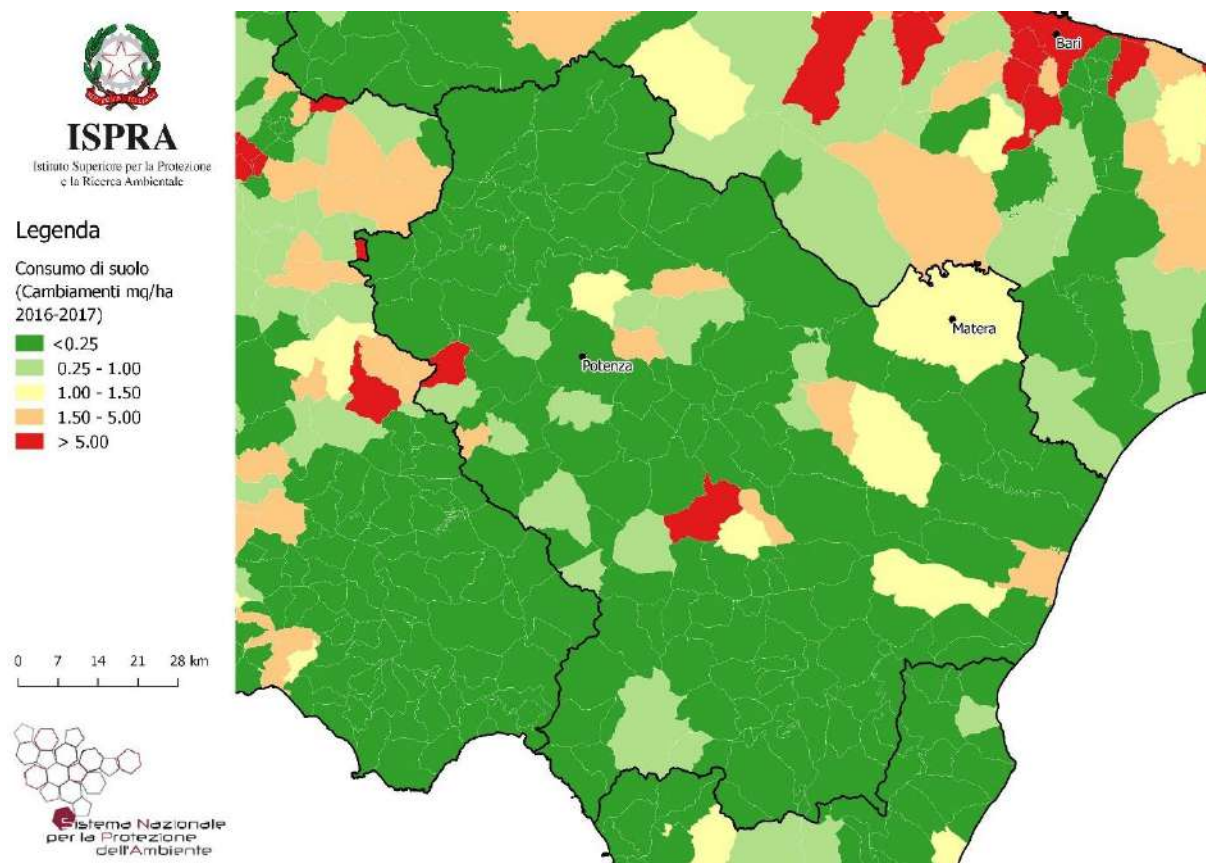 ISPRA
Istituto Superiore per la Protezione
e la Ricerca Ambientale
Legenda
Consumo di suolo
(Cambiamenti mq/ha
2016-2017)
<0.25
0.25 - 1.00
1.00 - 1.50
1.50 - 5.00
> 5.00
0 7 14 21 28 km
Sistema Nazionale
per la Protezione
dell'Ambiente
Bari
Matera
Potenza